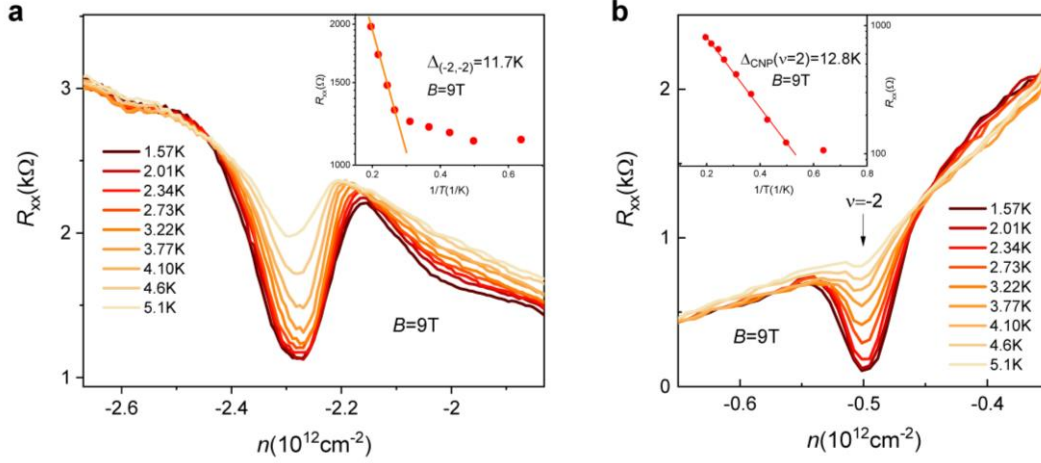 a
Rxx(kΩ)
3
2
1
1.57K
2.01K
2.34K
2.73K
3.22K
3.77K
4.10K
4.6K
5.1K
B=9T
-2.6
-2.4
-2.2
-2
n(10¹²cm⁻²)
2000
1500
1000
Rxx(Ω)
Δ(-2,-2)=11.7K
B=9T
0.2
0.4
0.6
1/T(1/K)
b
Rxx(kΩ)
2
1
0
ν=-2
B=9T
1.57K
2.01K
2.34K
2.73K
3.22K
3.77K
4.10K
4.6K
5.1K
-0.6
-0.5
-0.4
n(10¹²cm⁻²)
ΔCNP(ν=2)=12.8K
B=9T
1000
100
Rxx(Ω)
0.2
0.4
0.6
0.8
1/T(1/K)